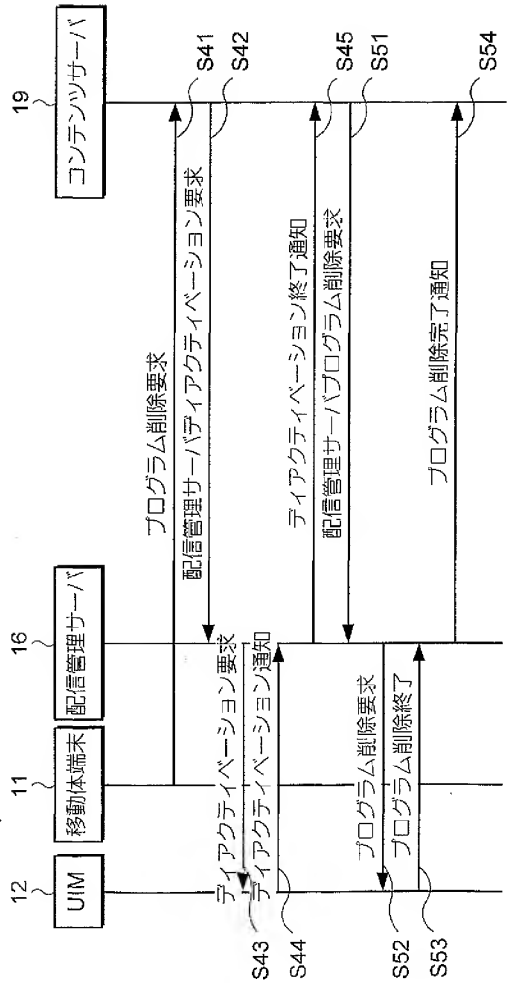 12
11
16
19
UIM
移動体端末
配信管理サーバ
コンテンツサーバ
プログラム削除要求
S41
配信管理サーバディアクティベーション要求
S42
ディアクティベーション要求
S43
ディアクティベーション通知
S44
ディアクティベーション終了通知
S45
配信管理サーバプログラム削除要求
S51
プログラム削除要求
S52
プログラム削除終了
S53
プログラム削除完了通知
S54